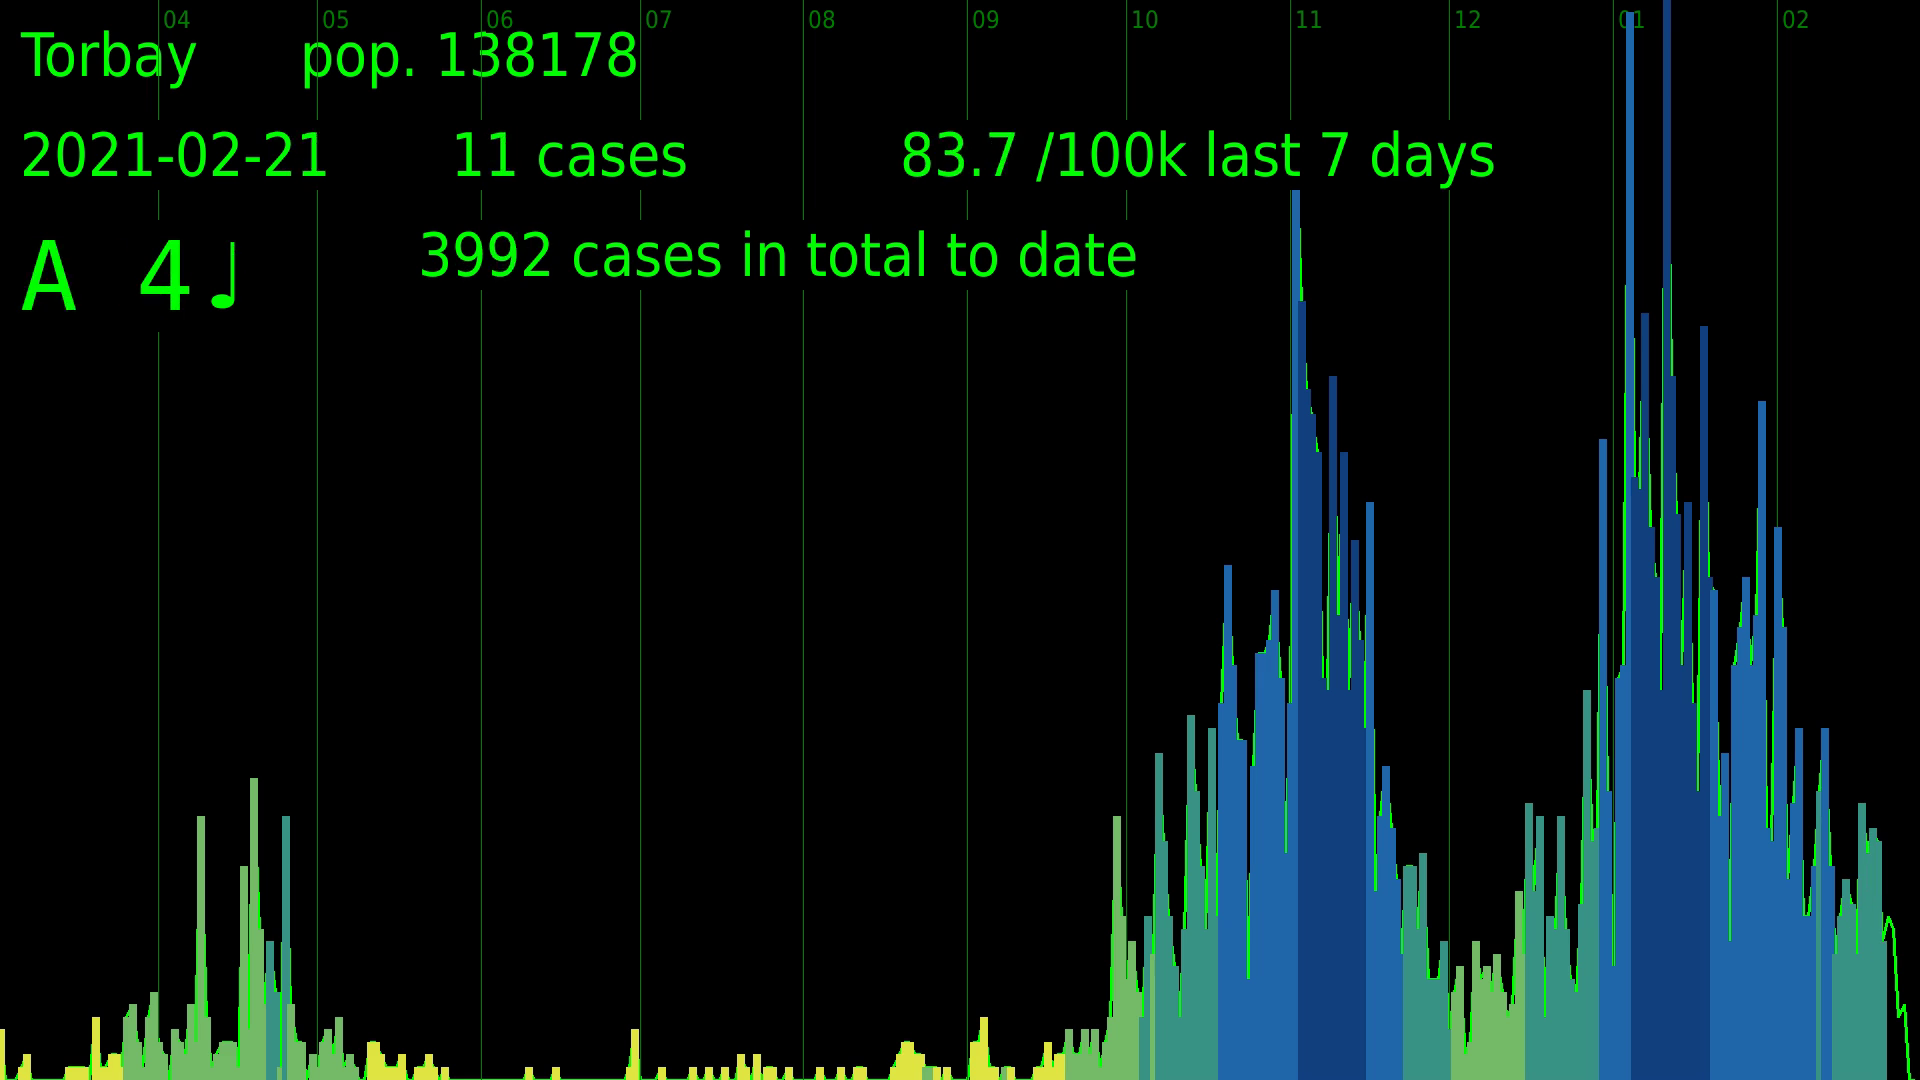 04 05 06 07 08 09 10 11 12 01 02
Torbay pop. 138178
2021-02-21 11 cases 83.7 /100k last 7 days
A 4♩ 3992 cases in total to date